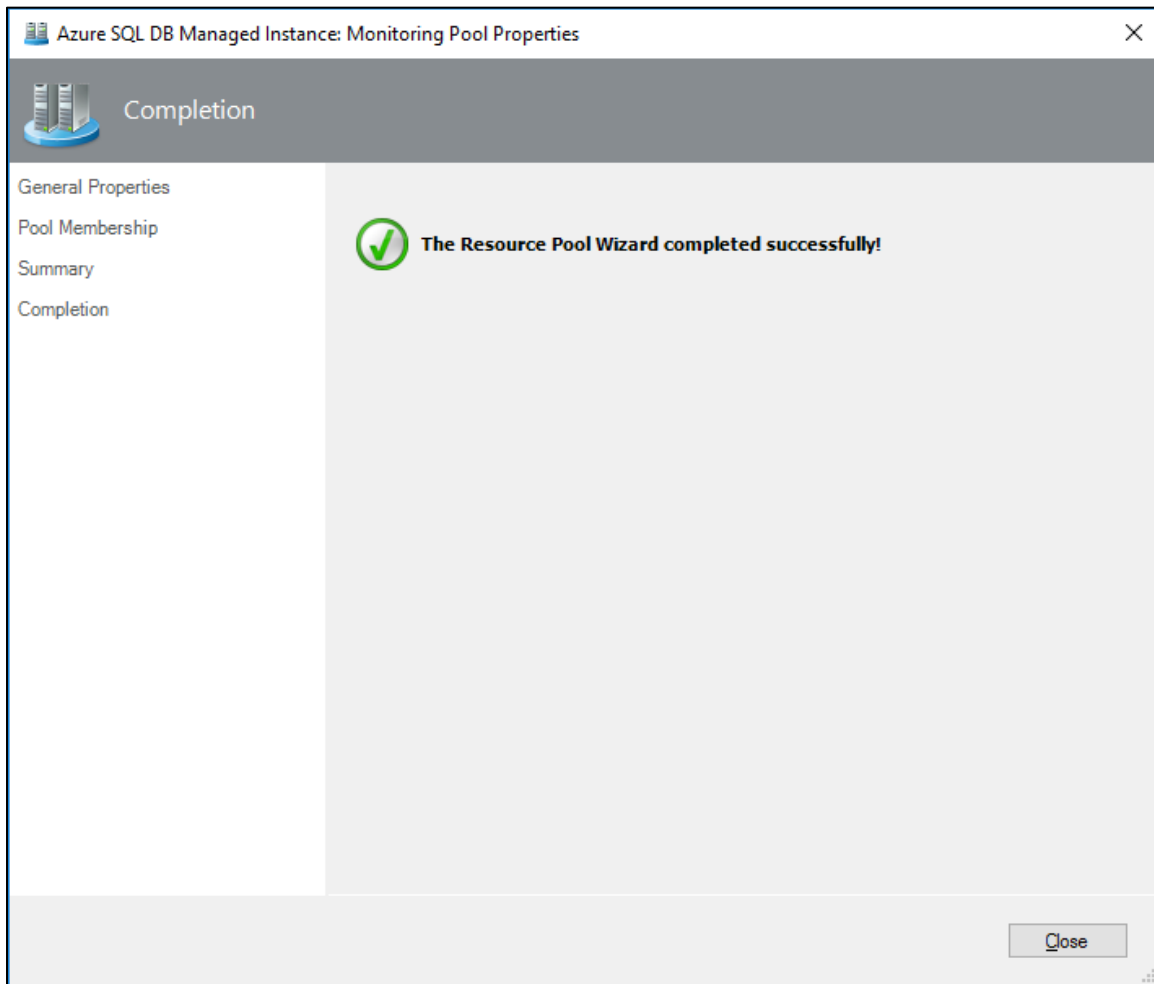 Azure SQL DB Managed Instance: Monitoring Pool Properties
Completion
General Properties
Pool Membership
Summary
Completion
The Resource Pool Wizard completed successfully!
Close